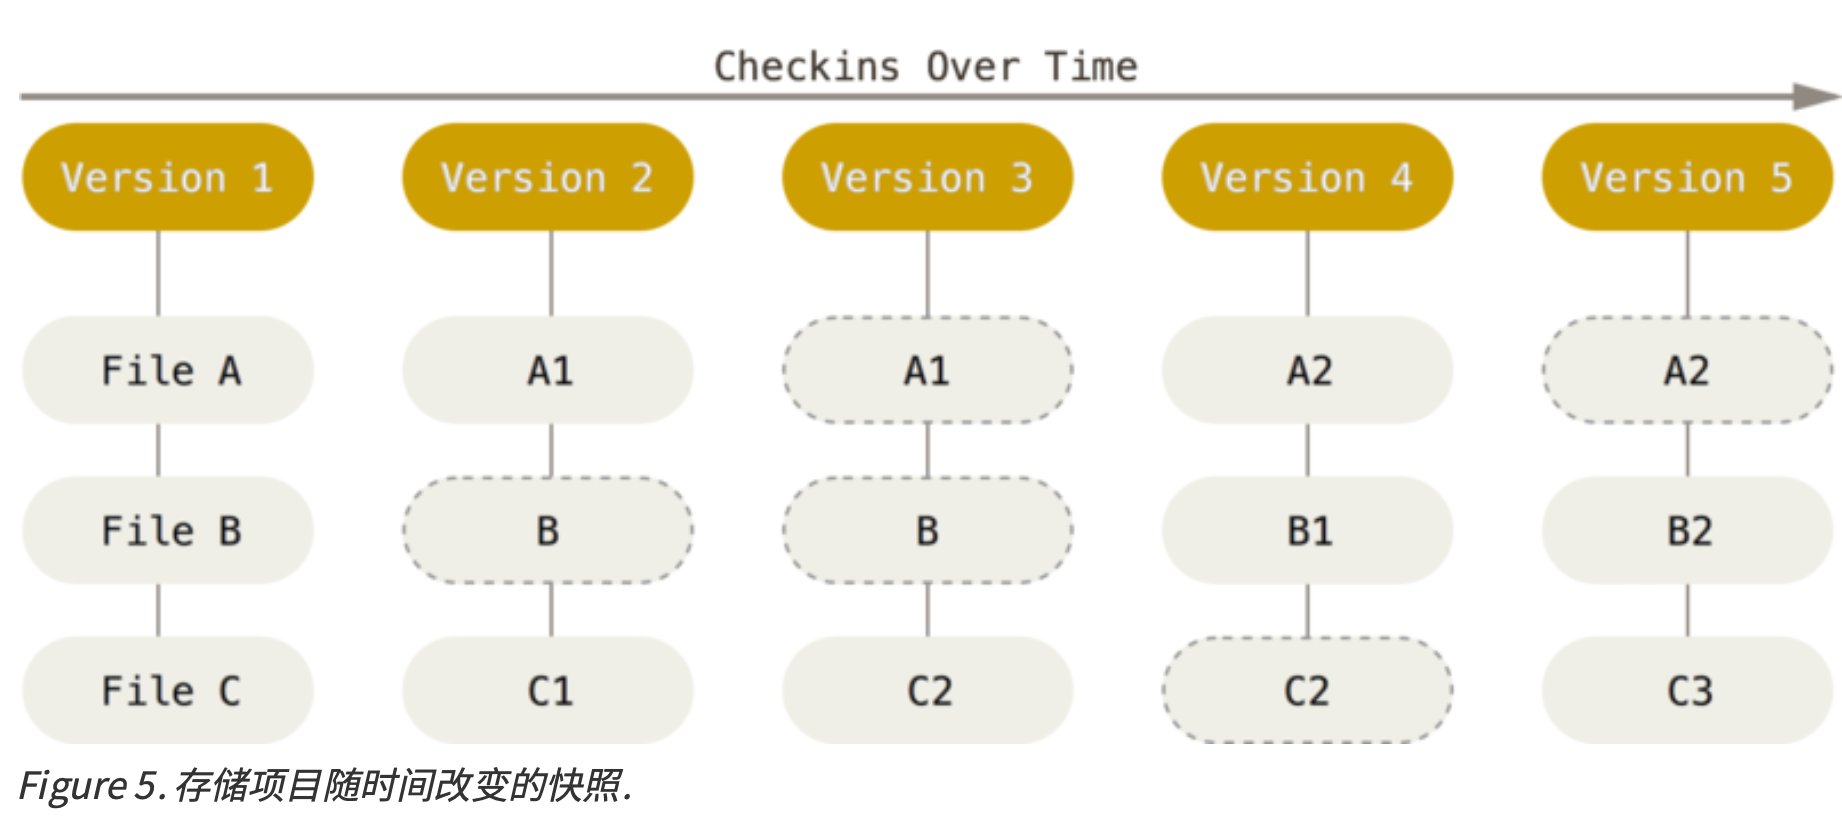 Checkins Over Time
Version 1 Version 2 Version 3 Version 4 Version 5
File A A1 A1 A2 A2
File B B B B1 B2
File C C1 C2 C2 C3
Figure 5. 存储项目随时间改变的快照.